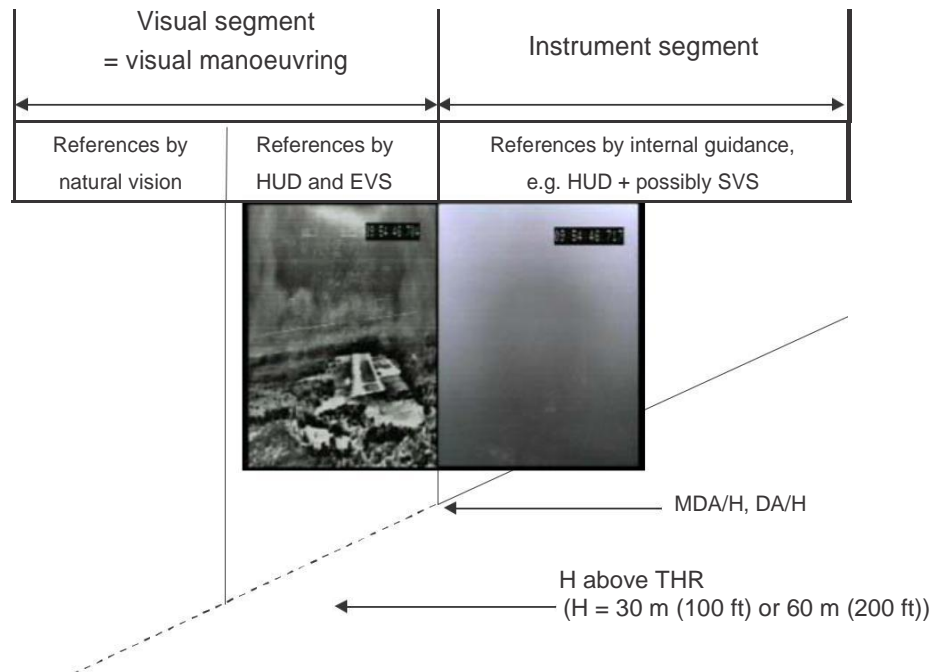 Visual segment
= visual manoeuvring
Instrument segment
References by
natural vision
References by
HUD and EVS
References by internal guidance,
e.g. HUD + possibly SVS
MDA/H, DA/H
H above THR
(H = 30 m (100 ft) or 60 m (200 ft))